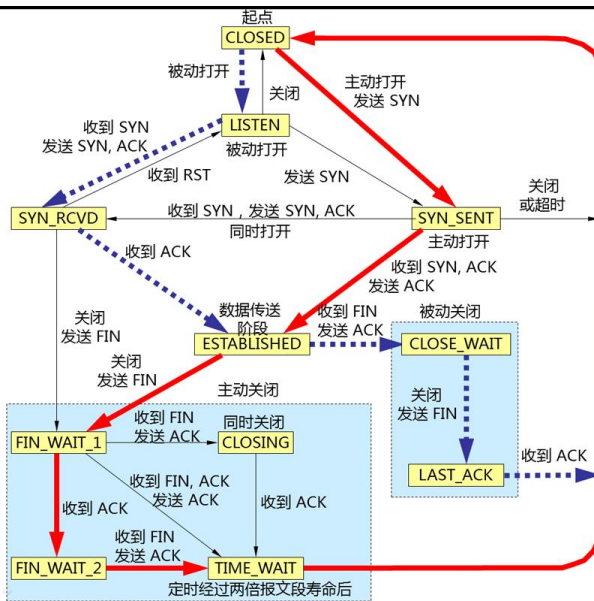 起点
CLOSED
被动打开
关闭
主动打开
发送 SYN
LISTEN
被动打开
收到 SYN
发送 SYN, ACK
收到 RST
发送 SYN
关闭
或超时
SYN_RCVD
收到 SYN , 发送 SYN, ACK
同时打开
SYN_SENT
主动打开
收到 ACK
收到 SYN, ACK
发送 ACK
关闭
发送 FIN
数据传送
阶段
ESTABLISHED
收到 FIN
发送 ACK
被动关闭
CLOSE_WAIT
关闭
发送 FIN
关闭
发送 FIN
LAST_ACK
收到 ACK
主动关闭
FIN_WAIT_1
收到 FIN
发送 ACK
同时关闭
CLOSING
收到 ACK
收到 FIN, ACK
发送 ACK
收到 ACK
FIN_WAIT_2
收到 FIN
发送 ACK
TIME_WAIT
定时经过两倍报文段寿命后